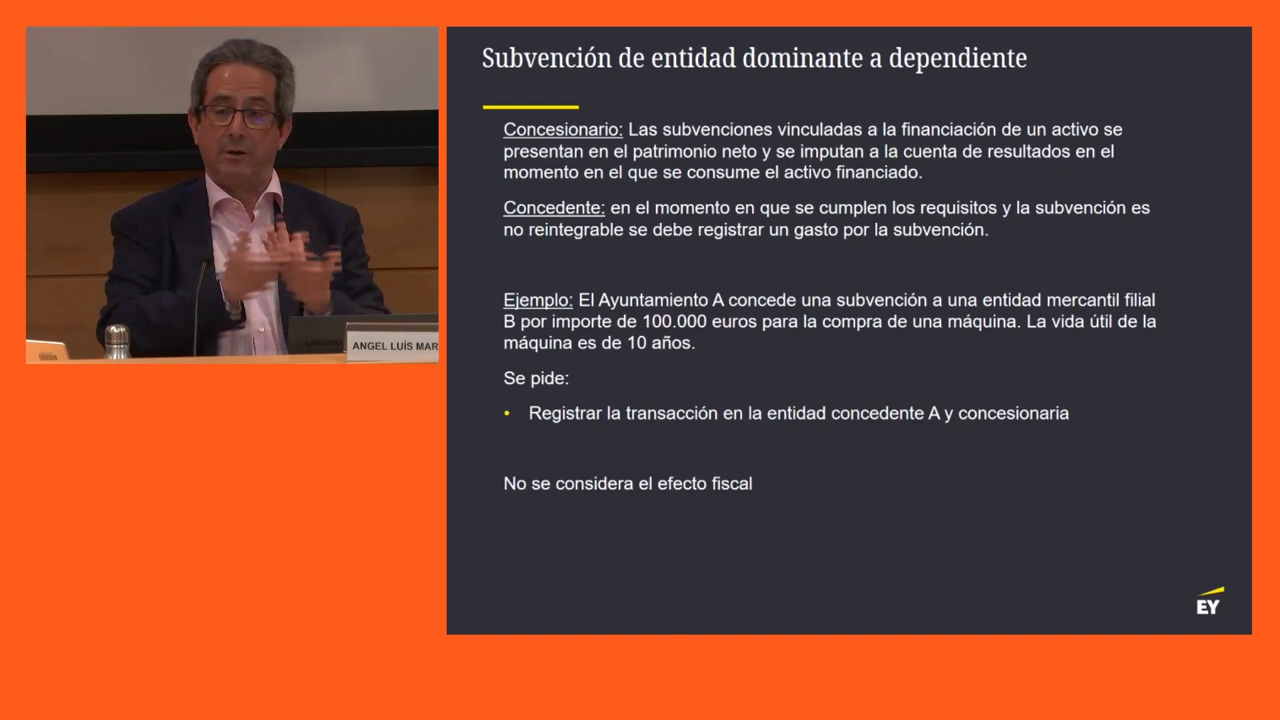 Subvención de entidad dominante a dependiente
Concesionario: Las subvenciones vinculadas a la financiación de un activo se
presentan en el patrimonio neto y se imputan a la cuenta de resultados en el
momento en el que se consume el activo financiado.
Concedente: en el momento en que se cumplen los requisitos y la subvención es
no reintegrable se debe registrar un gasto por la subvención.
Ejemplo: El Ayuntamiento A concede una subvención a una entidad mercantil filial
B por importe de 100.000 euros para la compra de una máquina. La vida útil de la
máquina es de 10 años.
Se pide:
• Registrar la transacción en la entidad concedente A y concesionaria
No se considera el efecto fiscal
EY
ANGEL LUÍS MAR